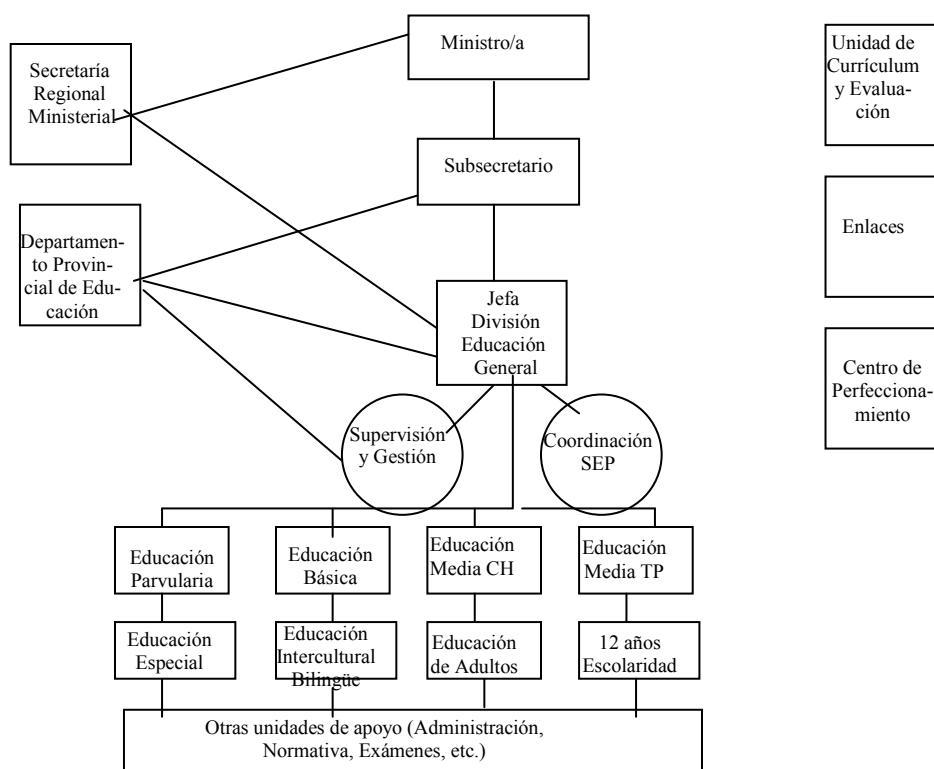 Ministro/a
Secretaría
Regional
Ministerial
Unidad de
Currículum
y Evalua-
ción
Subsecretario
Departamen-
to Provin-
cial de Edu-
cación
Enlaces
Jefa
División
Educación
General
Centro de
Perfecciona-
miento
Supervisión
y Gestión
Coordinación
SEP
Educación
Parvularia
Educación
Básica
Educación
Media CH
Educación
Media TP
Educación
Especial
Educación
Intercultural
Bilingüe
Educación
de Adultos
12 años
Escolaridad
Otras unidades de apoyo (Administración,
Normativa, Exámenes, etc.)